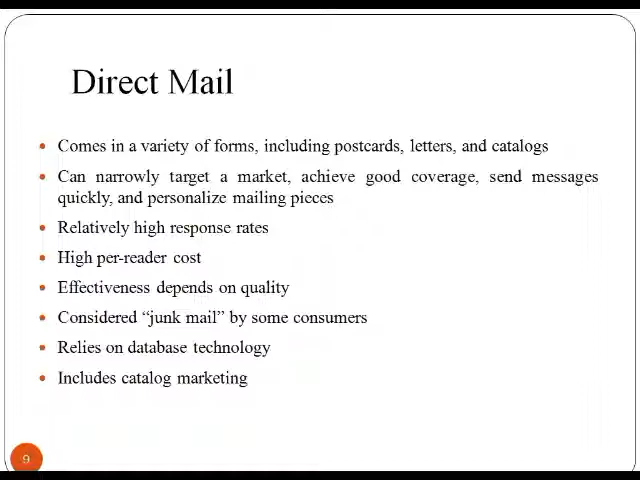 Direct Mail
Comes in a variety of forms, including postcards, letters, and catalogs
Can narrowly target a market, achieve good coverage, send messages
quickly, and personalize mailing pieces
Relatively high response rates
High per-reader cost
Effectiveness depends on quality
Considered “junk mail” by some consumers
Relies on database technology
Includes catalog marketing
9